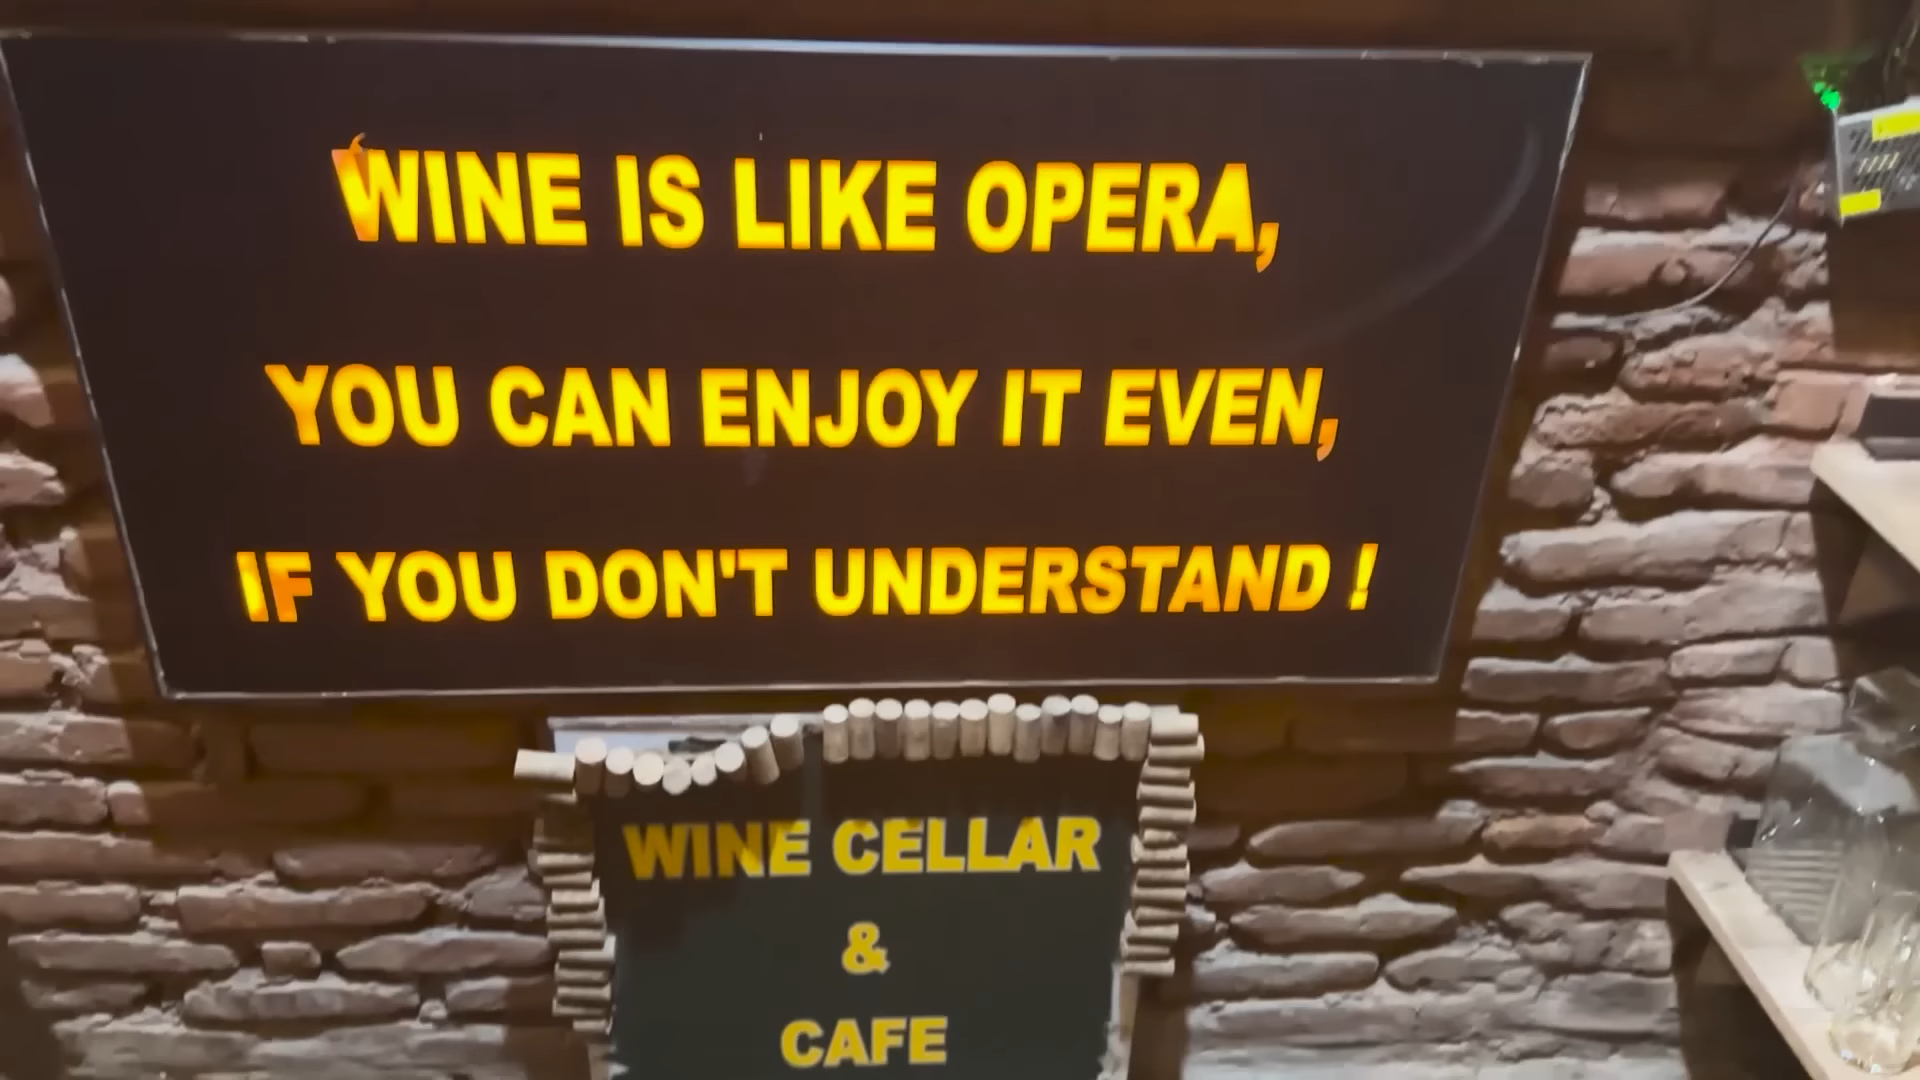 WINE IS LIKE OPERA,
YOU CAN ENJOY IT EVEN,
IF YOU DON'T UNDERSTAND !
WINE CELLAR
&
CAFE